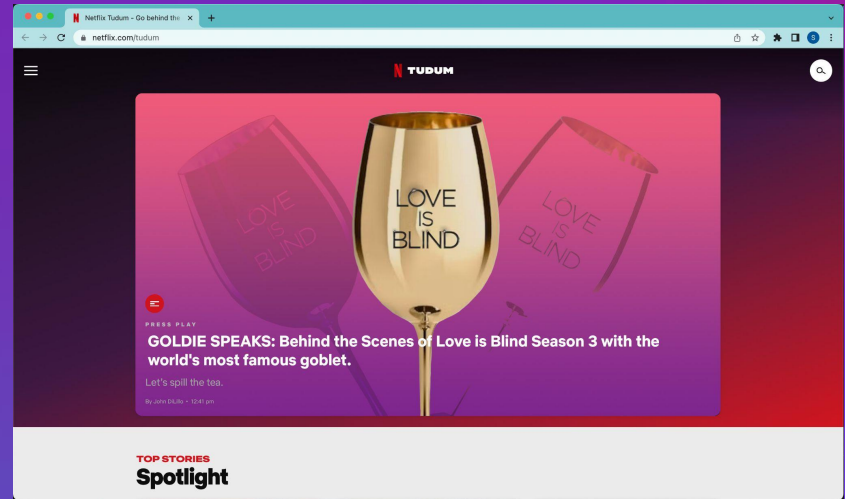 Netflix Tudum - Go behind the
netflix.com/tudum
S
TUDUM
LOVE
IS
BLIND
LOVE
IS
BLIND
LOVE
IS
BLIND
PRESS PLAY
GOLDIE SPEAKS: Behind the Scenes of Love is Blind Season 3 with the
world's most famous goblet.
Let's spill the tea.
By John DiLillo • 12:41 pm
TOP STORIES
Spotlight